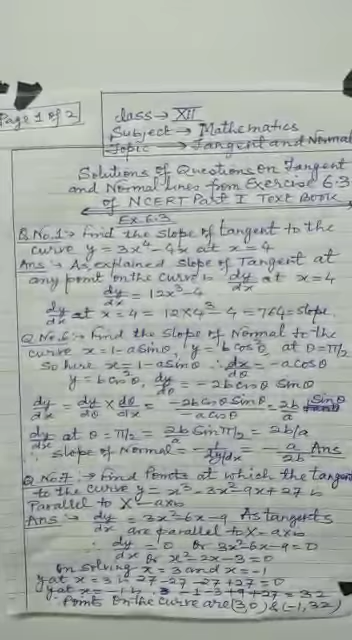 Page 1 of 2
Class → XII
Subject → Mathematics
Topic → Tangent and Normal
Solutions of Questions on Tangent
and Normal lines from Exercise 6.3
of NCERT Part I Text Book
Ex 6.3
Q.No.1 → Find the slope of tangent to the
curve y = 3x⁴ - 4x at x = 4
Ans → As explained Slope of Tangent at
any point on the curve = dy/dx at x = 4
dy/dx = 12x³ - 4
dy/dx at x = 4 = 12×4³ - 4 = 764 = slope.
Q.No.6 → Find the Slope of Normal to the
curve x = 1 - a sinθ, y = b cos²θ, at θ = π/2
So here x = 1 - a sinθ ∴ dx/dθ = -a cosθ
y = b cos²θ, dy/dθ = -2b cosθ sinθ
dy/dx = dy/dθ × dθ/dx = -2b cosθ sinθ/-a cosθ = 2b/a sinθ
dy/dx at θ = π/2 = 2b/a sin π/2 = 2b/a
∴ slope of Normal = -1/dy/dx = -a/2b Ans
Q.No.7 → Find Points at which the tangent
to the curve y = x³ - 3x² - 9x + 27 is
Parallel to X-axis
Ans → dy/dx = 3x² - 6x - 9 As tangents
are parallel to X-axis
∴ dy/dx = 0 or 3x² - 6x - 9 = 0
or x² - 2x - 3 = 0
on solving x = 3 and x = -1
y at x = 3 is 27 - 27 - 27 + 27 = 0
y at x = -1 is -1 - 3 + 9 + 27 = 32
Points on the curve are (3,0) & (-1,32)